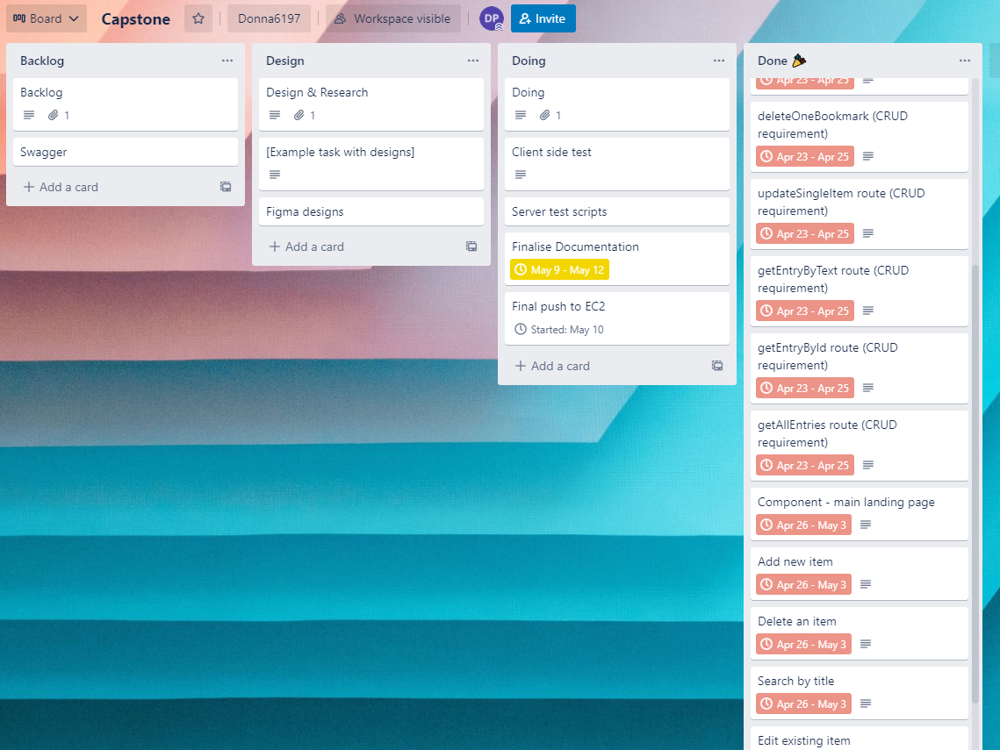 Board
Capstone
Donna6197
Workspace visible
DP
Invite
Backlog
Backlog
1
Swagger
Add a card
Design
Design & Research
1
[Example task with designs]
Figma designs
Add a card
Doing
Doing
1
Client side test
Server test scripts
Finalise Documentation
May 9 - May 12
Final push to EC2
Started: May 10
Add a card
Done
Apr 23 - Apr 25
deleteOneBookmark (CRUD
requirement)
Apr 23 - Apr 25
updateSingleItem route (CRUD
requirement)
Apr 23 - Apr 25
getEntryByText route (CRUD
requirement)
Apr 23 - Apr 25
getEntryById route (CRUD
requirement)
Apr 23 - Apr 25
getAllEntries route (CRUD
requirement)
Apr 23 - Apr 25
Component - main landing page
Apr 26 - May 3
Add new item
Apr 26 - May 3
Delete an item
Apr 26 - May 3
Search by title
Apr 26 - May 3
Edit existing item